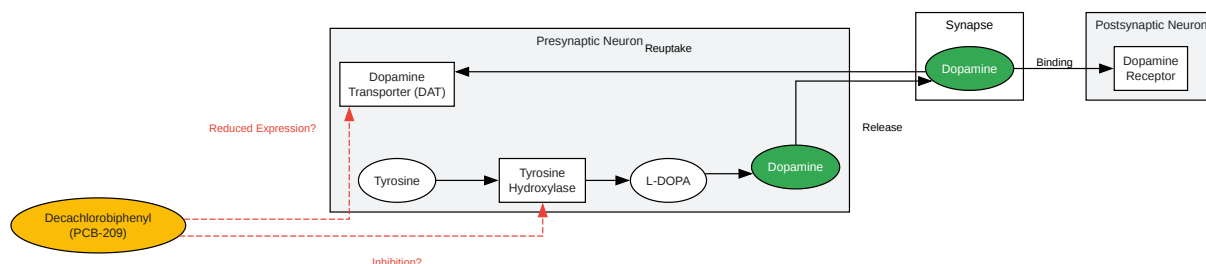 Synapse
Postsynaptic Neuron
Presynaptic Neuron
Reuptake
Dopamine
Transporter (DAT)
Dopamine
Binding
Dopamine
Receptor
Reduced Expression?
Release
Tyrosine
Tyrosine
Hydroxylase
L-DOPA
Dopamine
Decachlorobiphenyl
(PCB-209)
Inhibition?